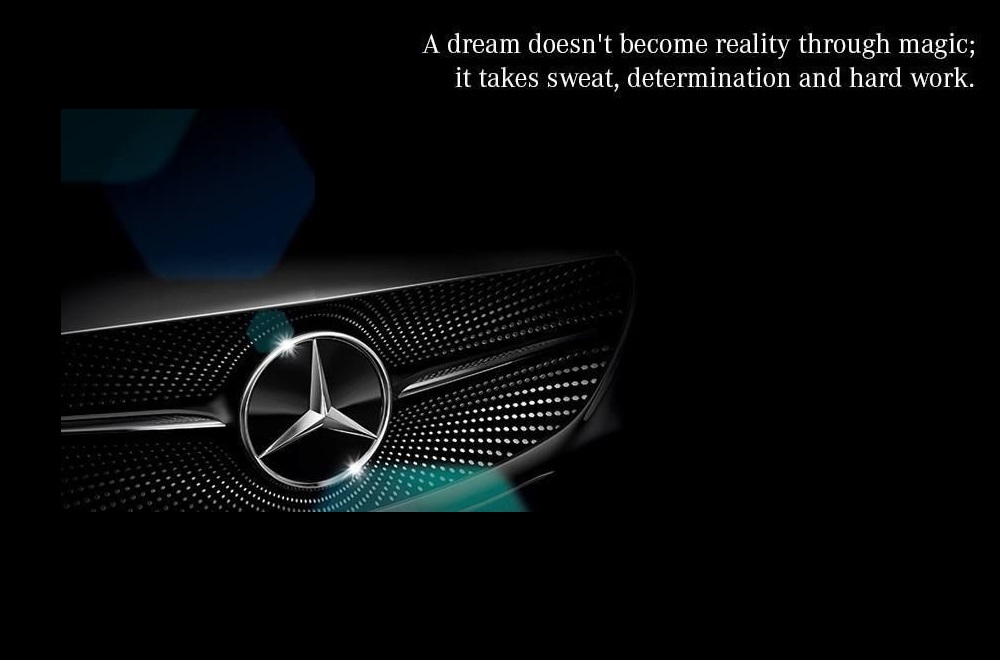 A dream doesn't become reality through magic;
it takes sweat, determination and hard work.